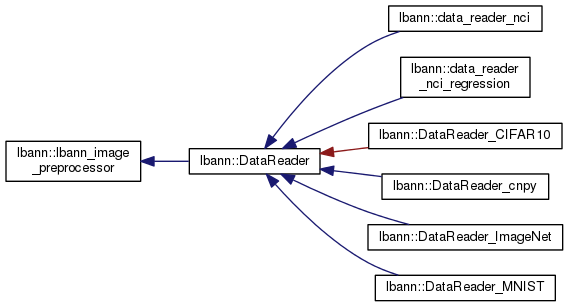 lbann::lbann_image
_preprocessor
lbann::DataReader
lbann::data_reader_nci
lbann::data_reader
_nci_regression
lbann::DataReader_CIFAR10
lbann::DataReader_cnpy
lbann::DataReader_ImageNet
lbann::DataReader_MNIST